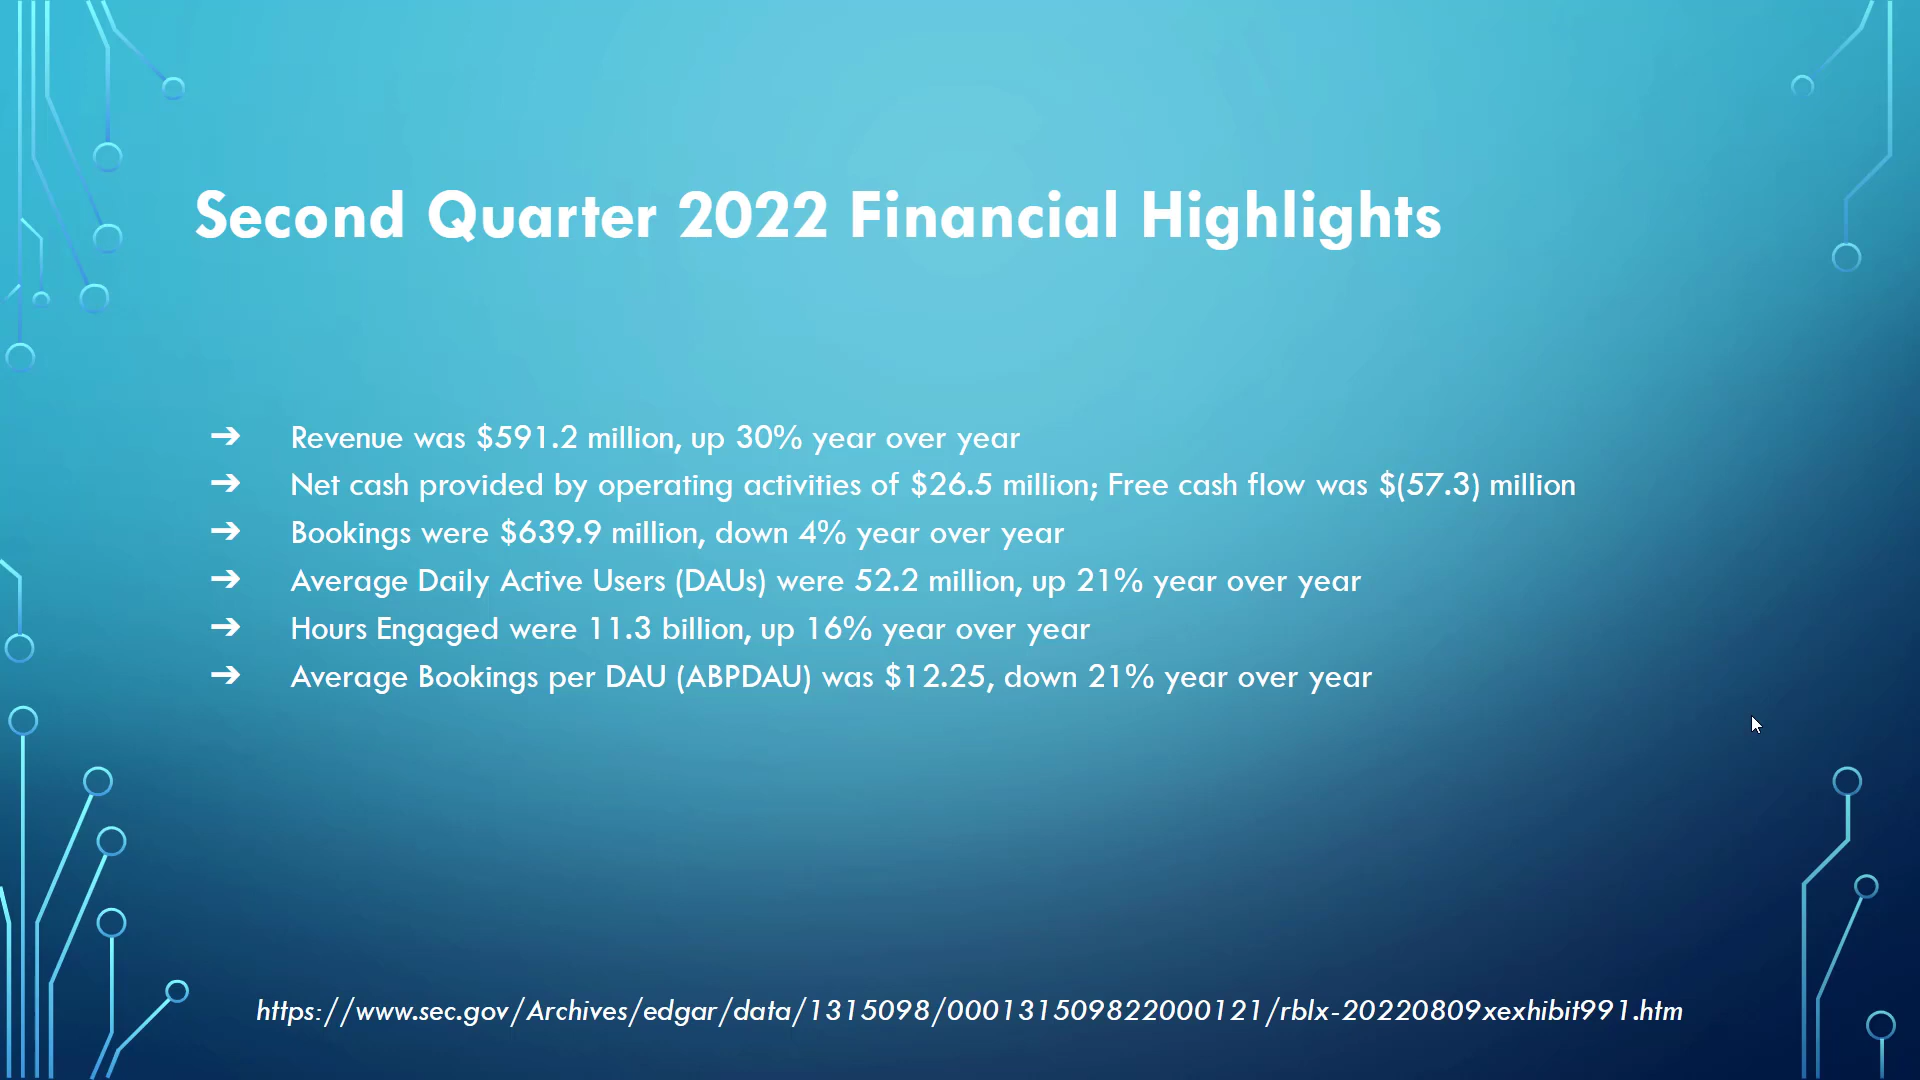 Second Quarter 2022 Financial Highlights
➔ Revenue was $591.2 million, up 30% year over year
➔ Net cash provided by operating activities of $26.5 million; Free cash flow was $(57.3) million
➔ Bookings were $639.9 million, down 4% year over year
➔ Average Daily Active Users (DAUs) were 52.2 million, up 21% year over year
➔ Hours Engaged were 11.3 billion, up 16% year over year
➔ Average Bookings per DAU (ABPDAU) was $12.25, down 21% year over year
https://www.sec.gov/Archives/edgar/data/1315098/000131509822000121/rblx-20220809xexhibit991.htm